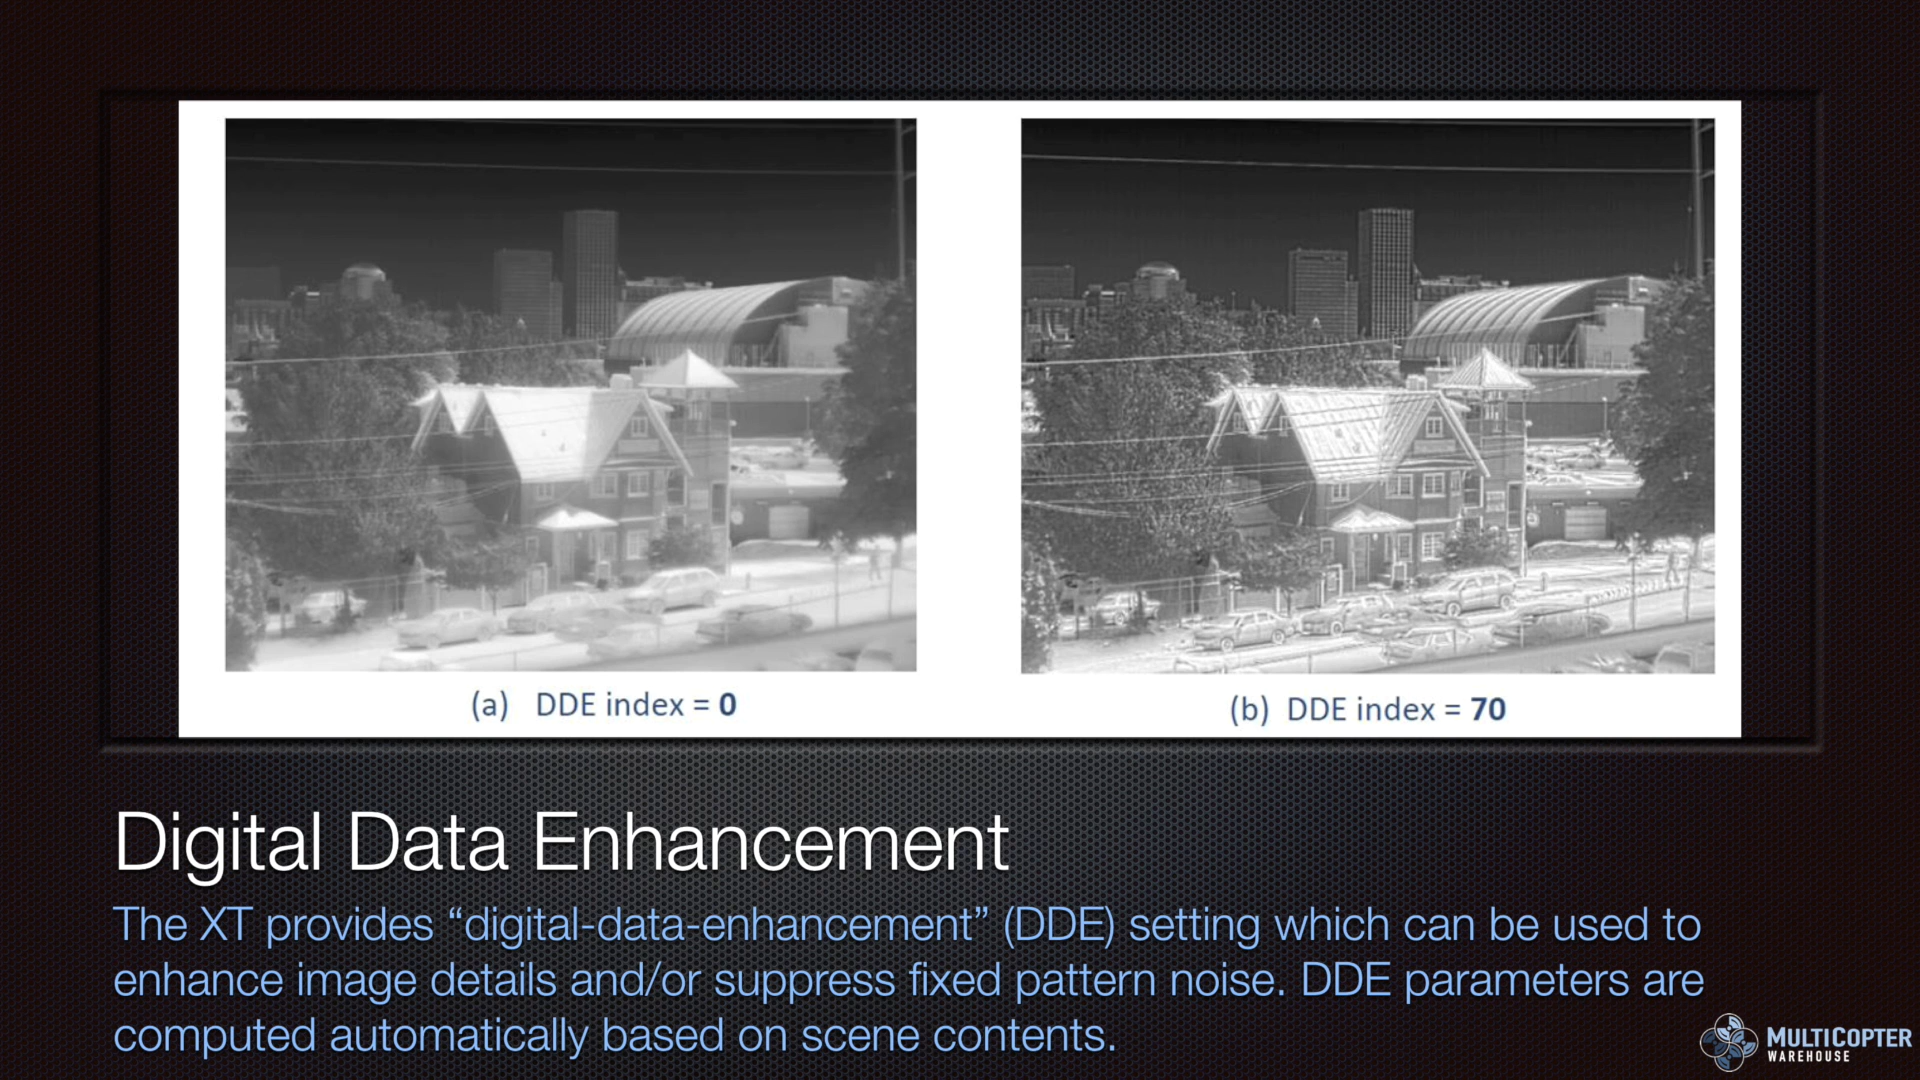 (a) DDE index = 0
(b) DDE index = 70
Digital Data Enhancement
The XT provides “digital-data-enhancement” (DDE) setting which can be used to
enhance image details and/or suppress fixed pattern noise. DDE parameters are
computed automatically based on scene contents.
MULTICOPTER
WAREHOUSE